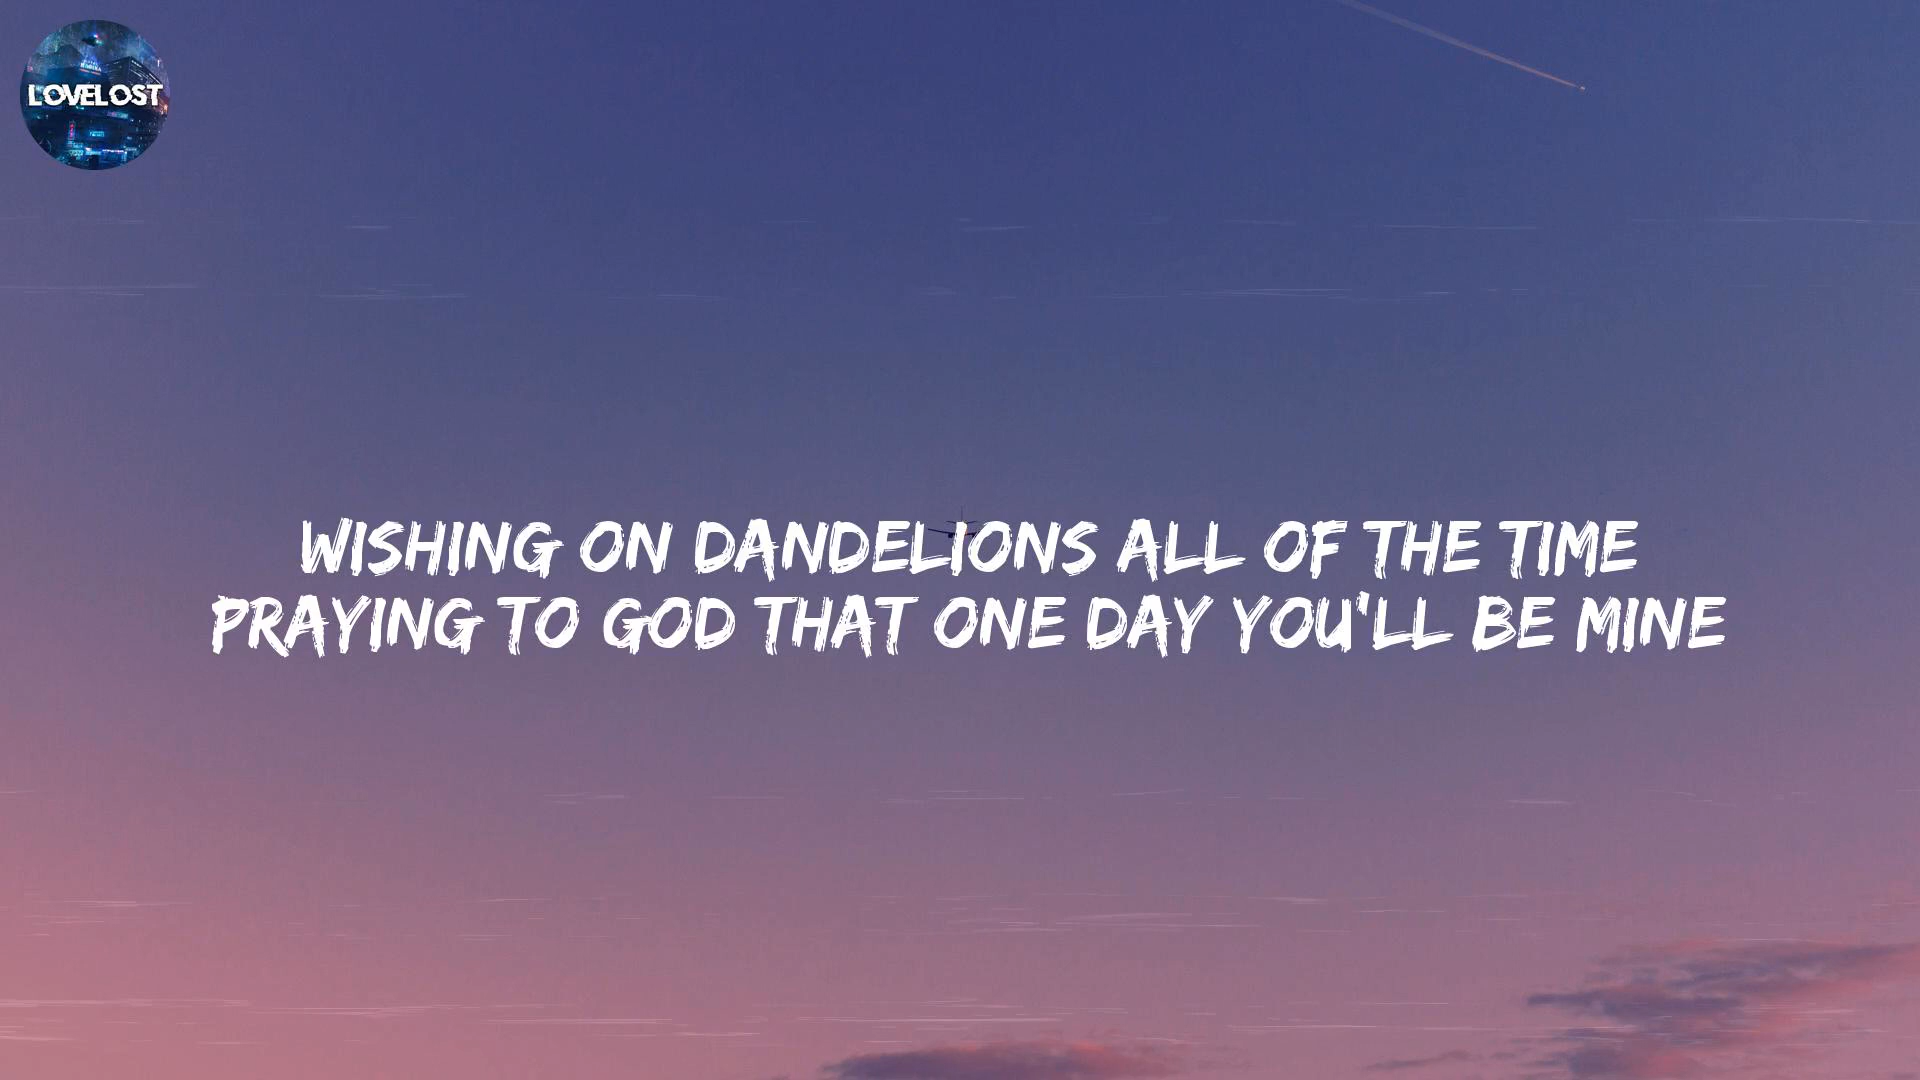 LOVELOST
WISHING ON DANDELIONS ALL OF THE TIME
PRAYING TO GOD THAT ONE DAY YOU'LL BE MINE